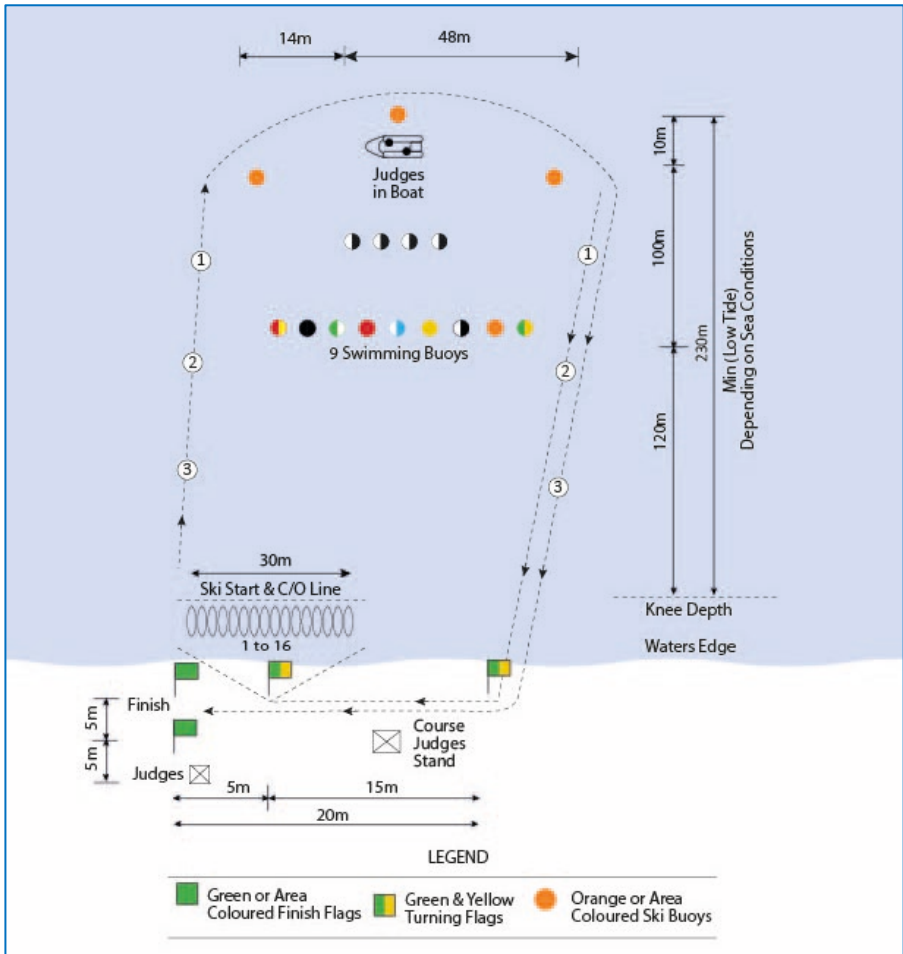 14m
48m
10m
Judges
in Boat
1
1
100m
230m
Min (Low Tide)
Depending on Sea Conditions
9 Swimming Buoys
2
2
120m
3
3
30m
Ski Start & C/O Line
Knee Depth
1 to 16
Waters Edge
Finish
5m
Course
Judges
Stand
5m
Judges
5m
15m
20m
LEGEND
Green or Area
Coloured Finish Flags
Green & Yellow
Turning Flags
Orange or Area
Coloured Ski Buoys